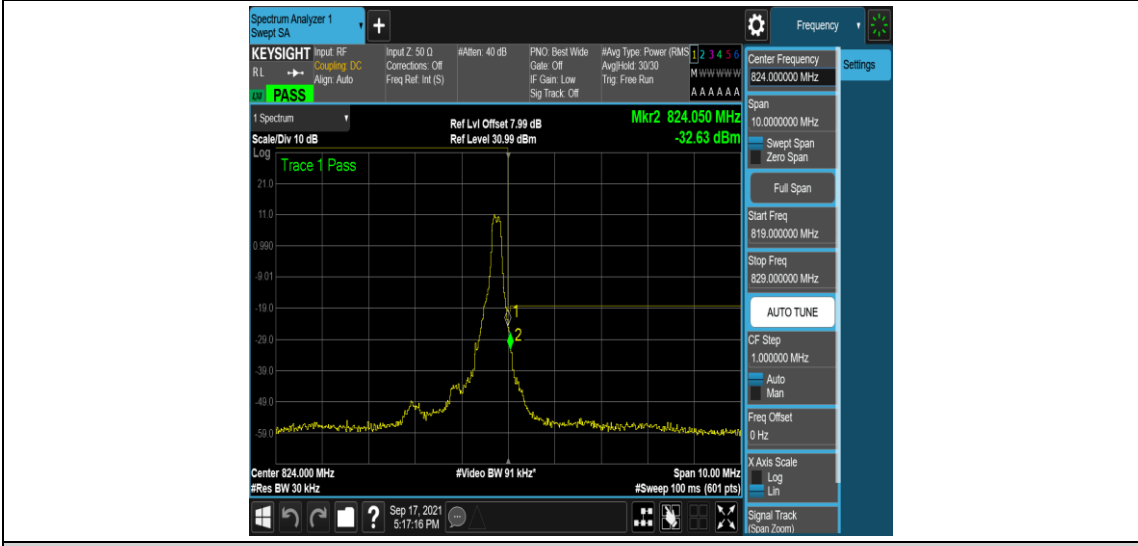 Spectrum Analyzer 1
Swept SA
+
Frequency
KEYSIGHT
RL
PASS
Input: RF
Coupling: DC
Align: Auto
Input Z: 50 Ω
Corrections: Off
Freq Ref: Int (S)
#Atten: 40 dB
PNO: Best Wide
Gate: Off
IF Gain: Low
Sig Track: Off
#Avg Type: Power (RMS
Avg|Hold: 30/30
Trig: Free Run
1 2 3 4 5 6
M W W W W W
A A A A A A
1 Spectrum
Scale/Div 10 dB
Ref Lvl Offset 7.99 dB
Ref Level 30.99 dBm
Mkr2 824.050 MHz
-32.63 dBm
Log
Trace 1 Pass
21.0
11.0
0.990
-9.01
-19.0
-29.0
-39.0
-49.0
-59.0
1
2
Center 824.000 MHz
#Res BW 30 kHz
#Video BW 91 kHz*
Span 10.00 MHz
#Sweep 100 ms (601 pts)
?
Sep 17, 2021
5:17:16 PM
Center Frequency
824.000000 MHz
Settings
Span
10.0000000 MHz
Swept Span
Zero Span
Full Span
Start Freq
819.000000 MHz
Stop Freq
829.000000 MHz
AUTO TUNE
CF Step
1.000000 MHz
Auto
Man
Freq Offset
0 Hz
X Axis Scale
Log
Lin
Signal Track
(Span Zoom)